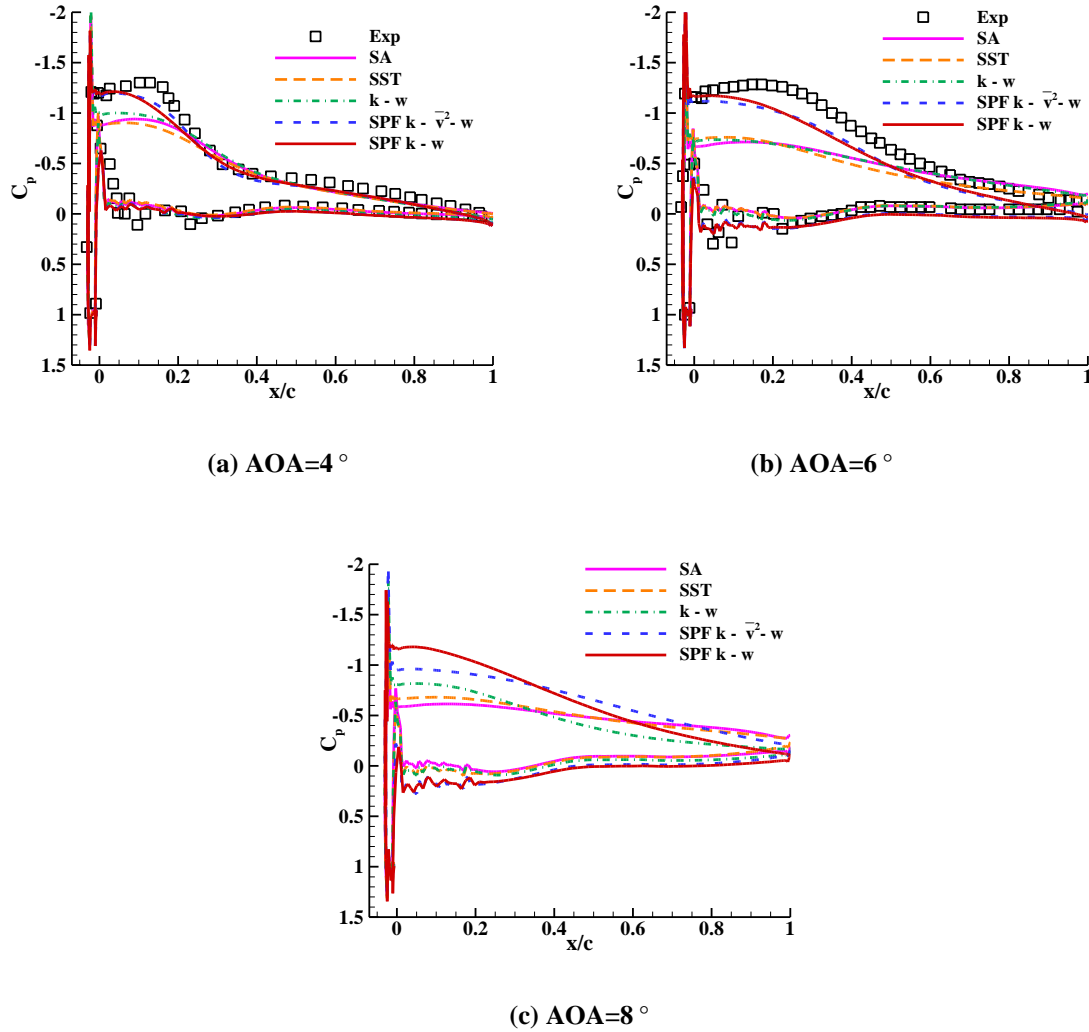 Exp
SA
SST
k - w
SPF k - v̅²- w
SPF k - w
-2
-1.5
-1
-0.5
0
0.5
1
1.5
Cp
0 0.2 0.4 0.6 0.8 1
x/c
(a) AOA=4 °
Exp
SA
SST
k - w
SPF k - v̅²- w
SPF k - w
-2
-1.5
-1
-0.5
0
0.5
1
1.5
Cp
0 0.2 0.4 0.6 0.8 1
x/c
(b) AOA=6 °
SA
SST
k - w
SPF k - v̅²- w
SPF k - w
-2
-1.5
-1
-0.5
0
0.5
1
1.5
Cp
0 0.2 0.4 0.6 0.8 1
x/c
(c) AOA=8 °